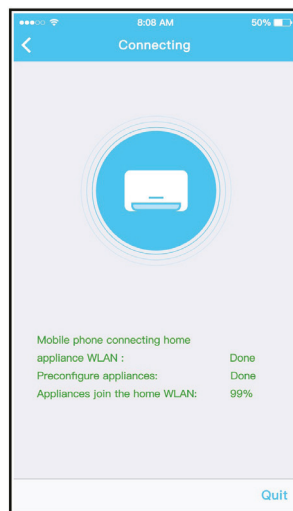 8:08 AM
50%
Connecting
Mobile phone connecting home
appliance WLAN : Done
Preconfigure appliances: Done
Appliances join the home WLAN: 99%
Quit